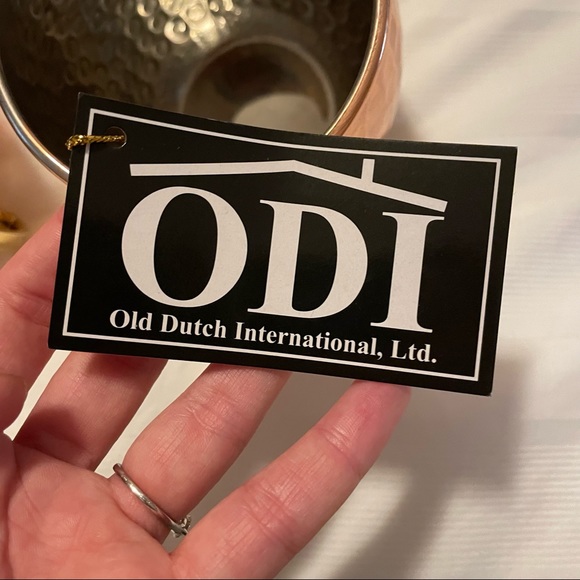 ODI
Old Dutch International, Ltd.